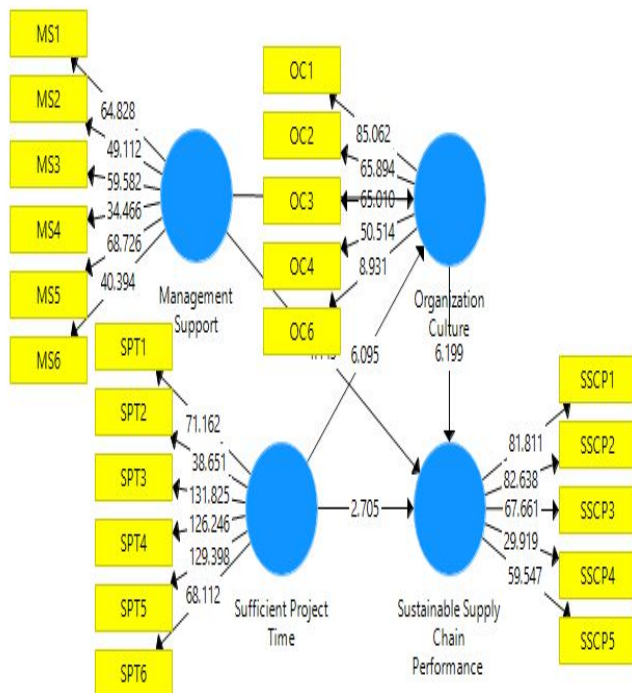 MS1
MS2
MS3
MS4
MS5
MS6
64.828
49.112
59.582
34.466
68.726
40.394
Management
Support
OC1
OC2
OC3
OC4
OC6
85.062
65.894
65.010
50.514
8.931
Organization
Culture
6.095
6.199
SPT1
SPT2
SPT3
SPT4
SPT5
SPT6
71.162
38.651
131.825
126.246
129.398
68.112
Sufficient Project
Time
2.705
Sustainable Supply
Chain
Performance
81.811
82.638
67.661
29.919
59.547
SSCP1
SSCP2
SSCP3
SSCP4
SSCP5